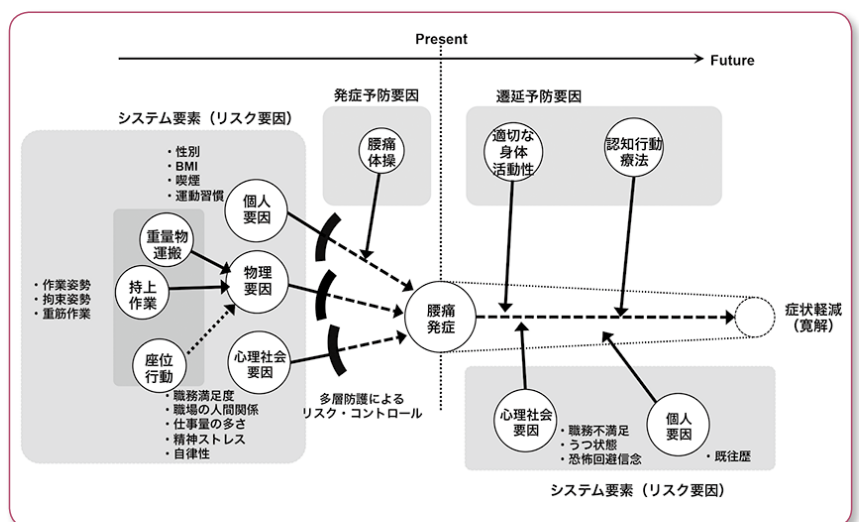 Present
Future
発症予防要因
遷延予防要因
システム要素（リスク要因）
・性別
・BMI
・喫煙
・運動習慣
腰痛
体操
適切な
身体
活動性
認知行動
療法
個人
要因
重量物
運搬
物理
要因
持上
作業
・作業姿勢
・拘束姿勢
・重筋作業
腰痛
発症
症状軽減
（寛解）
座位
行動
心理社会
要因
・職務満足度
・職場の人間関係
・仕事量の多さ
・精神ストレス
・自律性
多層防護による
リスク・コントロール
心理社会
要因
・職務不満足
・うつ状態
・恐怖回避信念
個人
要因
・既往歴
システム要素（リスク要因）